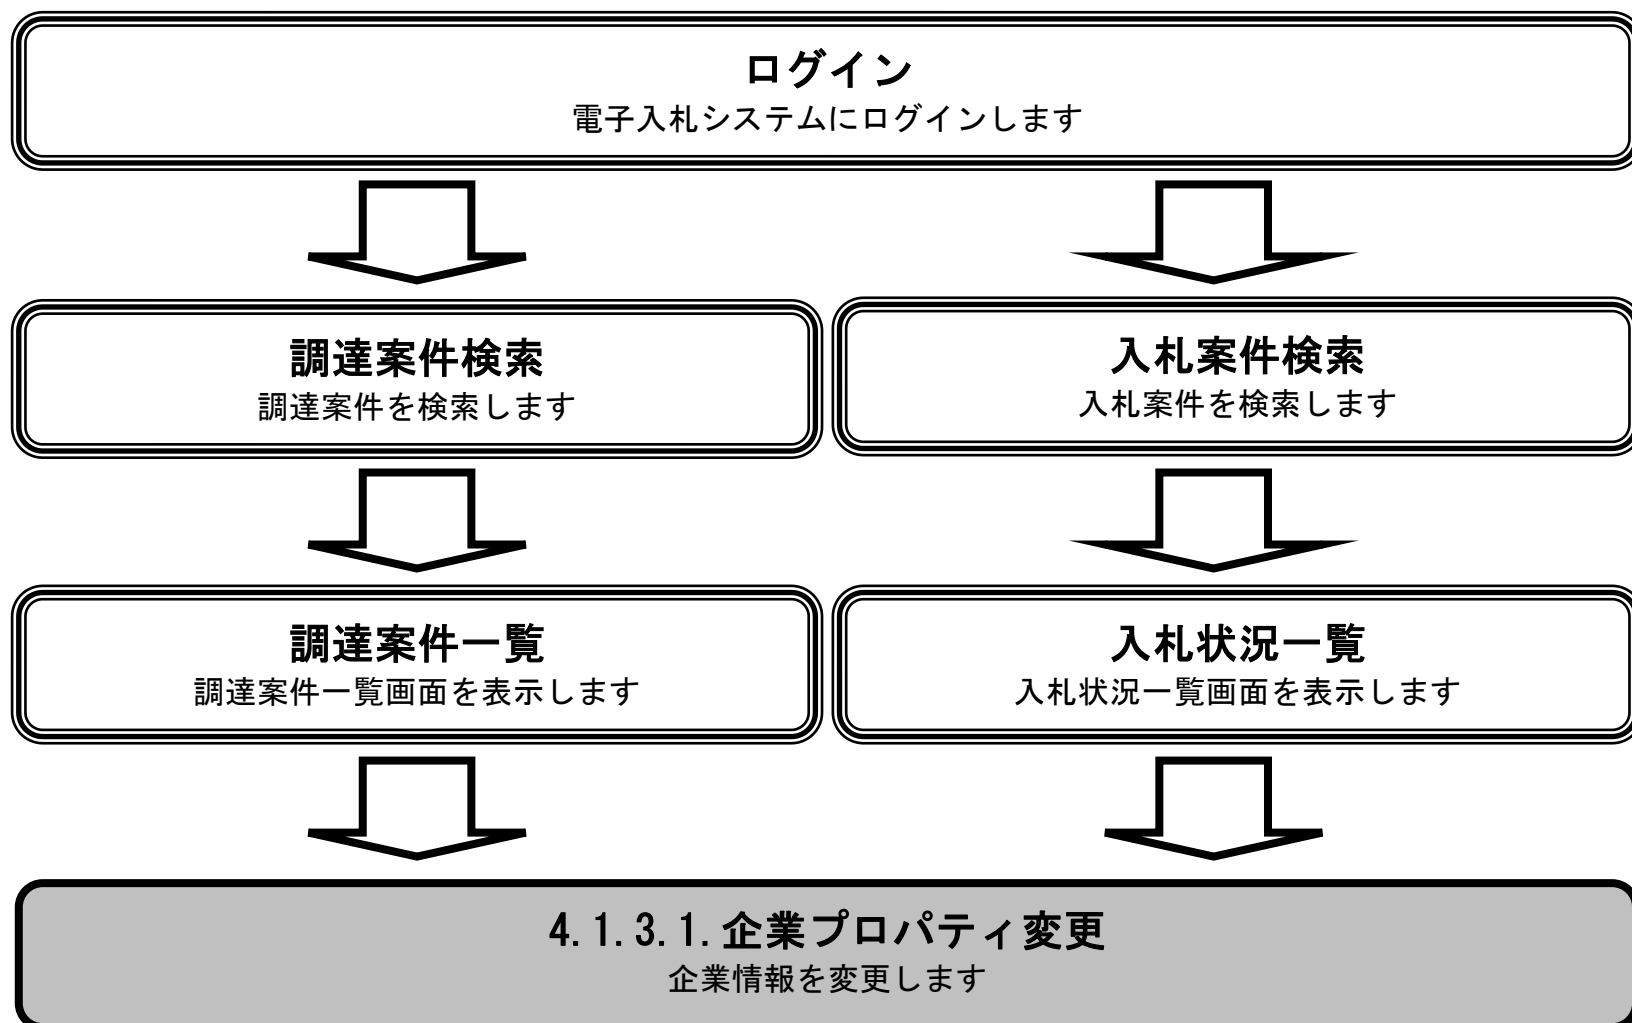 ログイン
電子入札システムにログインします
調達案件検索
調達案件を検索します
入札案件検索
入札案件を検索します
調達案件一覧
調達案件一覧画面を表示します
入札状況一覧
入札状況一覧画面を表示します
4.1.3.1.企業プロパティ変更
企業情報を変更します